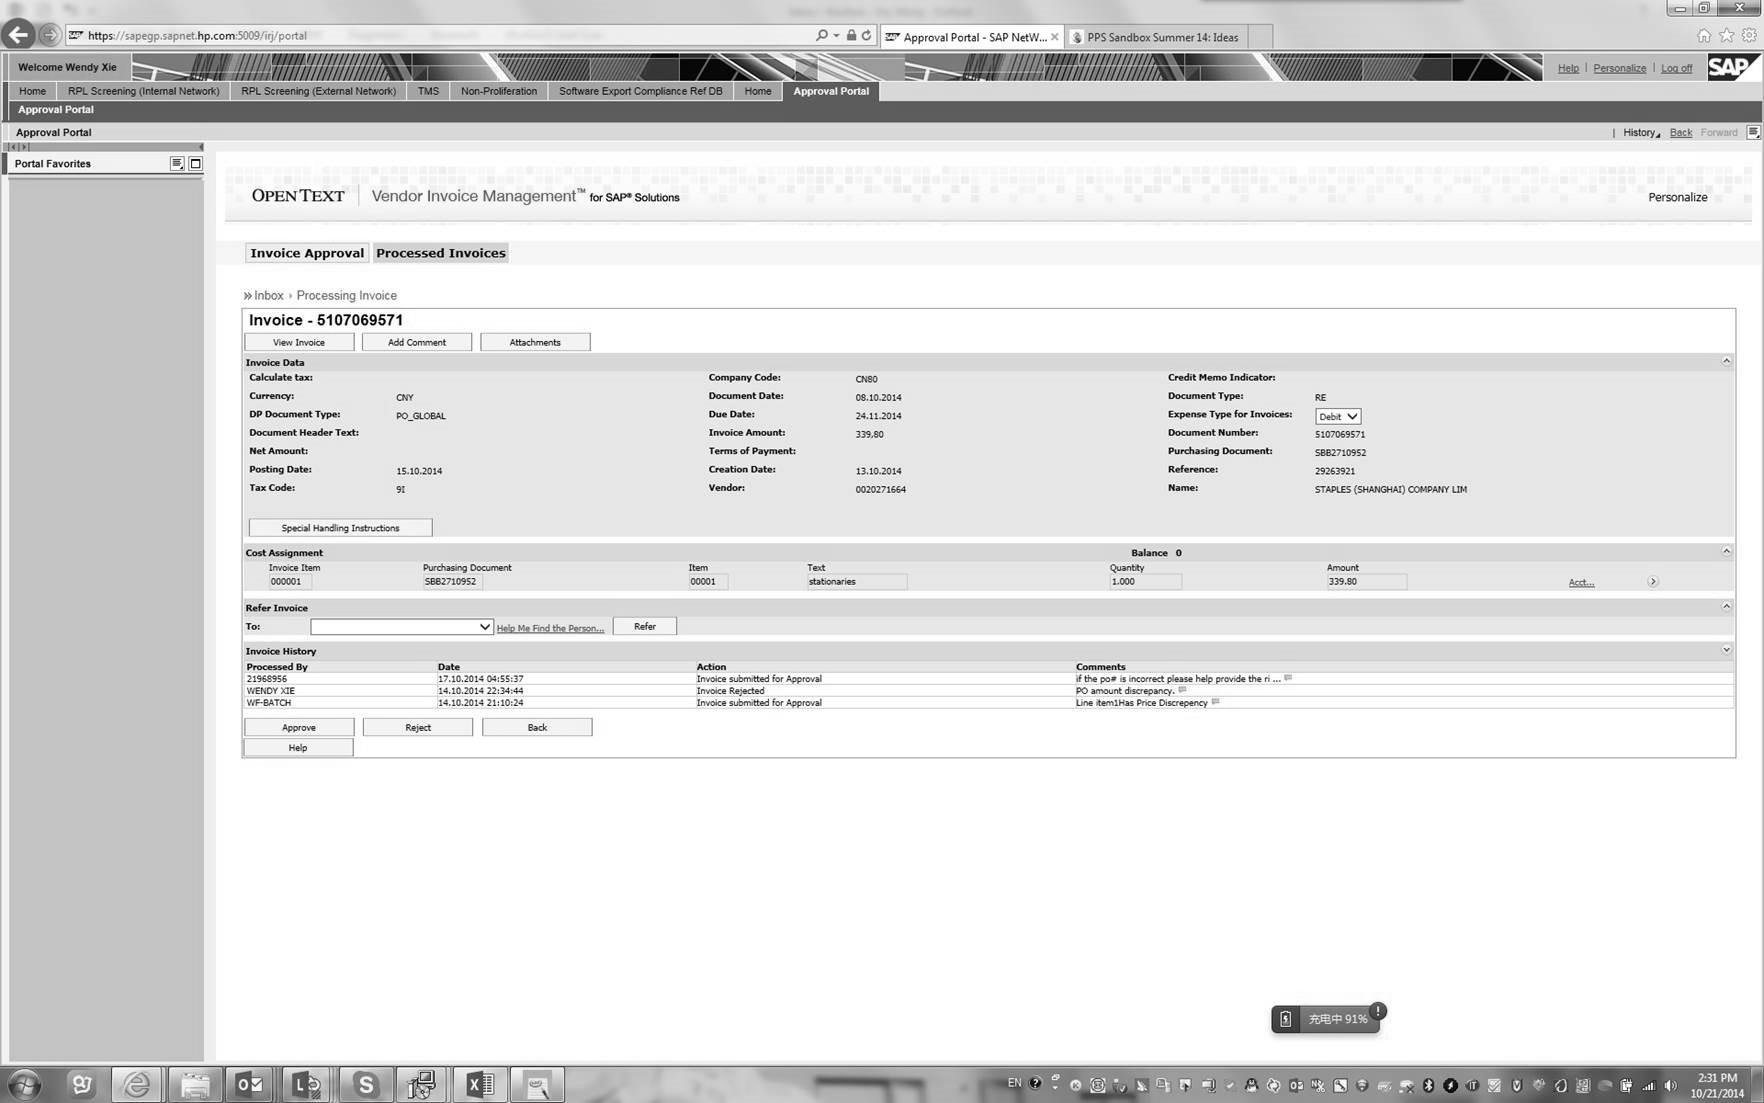 https://sapegp.sapnet.hp.com:5009/irj/portal
Approval Portal - SAP NetW...
PPS Sandbox Summer 14: Ideas
Welcome Wendy Xie
Help | Personalize | Log off
SAP
Home
RPL Screening (Internal Network)
RPL Screening (External Network)
TMS
Non-Proliferation
Software Export Compliance Ref DB
Home
Approval Portal
Approval Portal
Approval Portal
| History Back Forward
Portal Favorites
OPEN TEXT | Vendor Invoice Management™ for SAP® Solutions
Personalize
Invoice Approval
Processed Invoices
Inbox › Processing Invoice
Invoice - 5107069571
View Invoice
Add Comment
Attachments
Invoice Data
Calculate tax:
Company Code: CN80
Credit Memo Indicator:
Currency: CNY
Document Date: 08.10.2014
Document Type: RE
DP Document Type: PO_GLOBAL
Due Date: 24.11.2014
Expense Type for Invoices: Debit
Document Header Text:
Invoice Amount: 339,80
Document Number: 5107069571
Net Amount:
Terms of Payment:
Purchasing Document: SBB2710952
Posting Date: 15.10.2014
Creation Date: 13.10.2014
Reference: 29263921
Tax Code: 9I
Vendor: 0020271664
Name: STAPLES (SHANGHAI) COMPANY LIM
Special Handling Instructions
Cost Assignment
Balance 0
Invoice Item Purchasing Document Item Text Quantity Amount
000001 SBB2710952 00001 stationaries 1.000 339.80 Acct...
Refer Invoice
To: Help Me Find the Person... Refer
Invoice History
Processed By Date Action Comments
21968956 17.10.2014 04:55:37 Invoice submitted for Approval if the po# is incorrect please help provide the ri ...
WENDY XIE 14.10.2014 22:34:44 Invoice Rejected PO amount discrepancy.
WF-BATCH 14.10.2014 21:10:24 Invoice submitted for Approval Line item1Has Price Discrepency
Approve
Reject
Back
Help
充电中 91%
EN
2:31 PM
10/21/2014